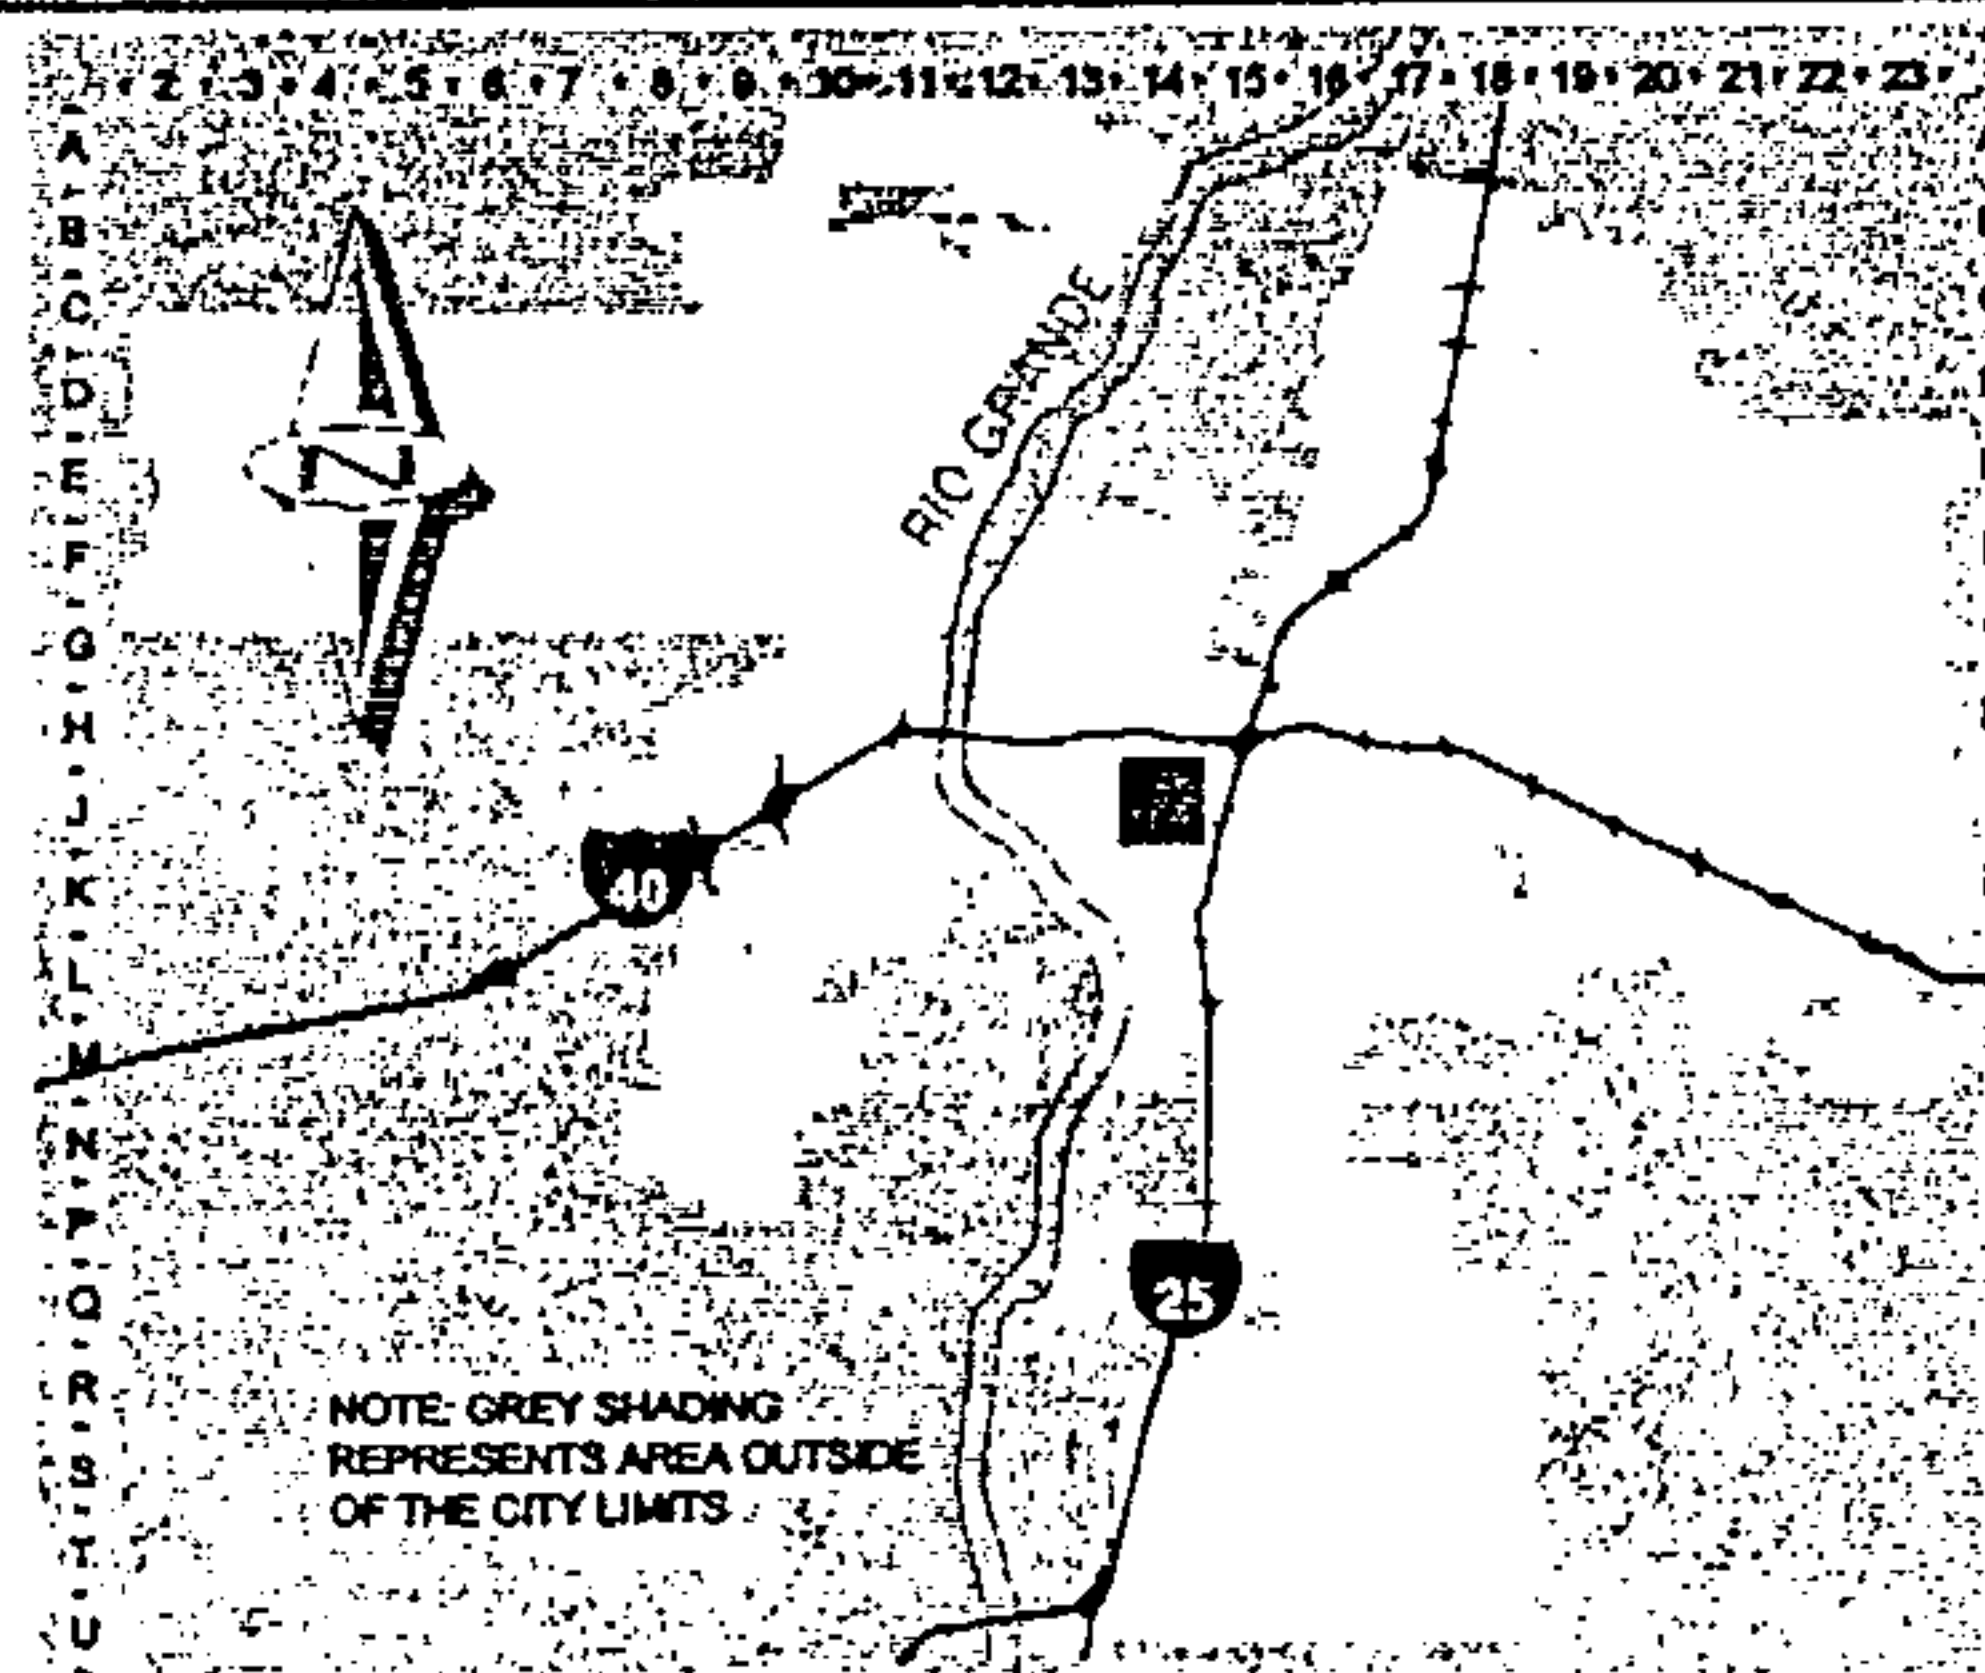 2 3 4 5 6 7 8 9 10 11 12 13 14 15 16 17 18 19 20 21 22 23
A
B
C
D
E
F
G
H
J
K
L
M
N
P
Q
R
S
T
U
N
RIO GRANDE
40
25
NOTE: GREY SHADING
REPRESENTS AREA OUTSIDE
OF THE CITY LIMITS